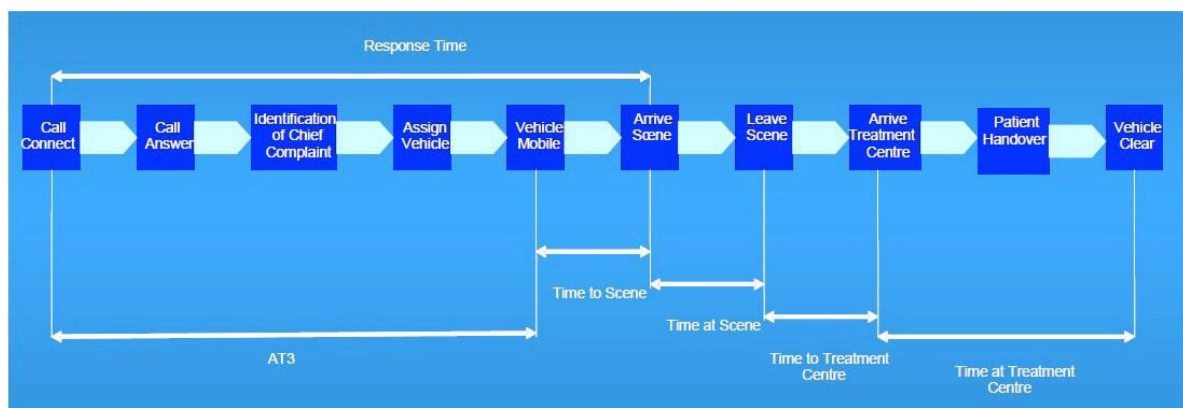 Response Time
Call
Connect
Call
Answer
Identification
of Chief
Complaint
Assign
Vehicle
Vehicle
Mobile
Arrive
Scene
Leave
Scene
Arrive
Treatment
Centre
Patient
Handover
Vehicle
Clear
Time to Scene
Time at Scene
AT3
Time to Treatment
Centre
Time at Treatment
Centre